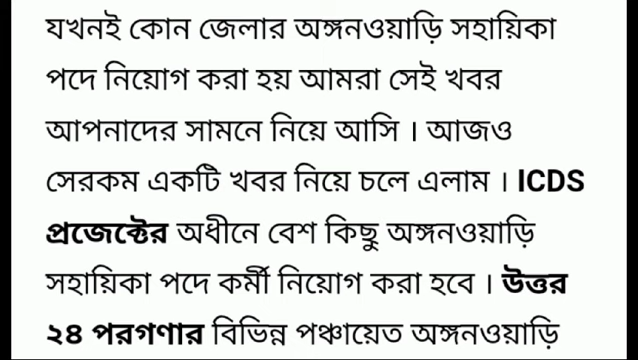 যখনই কোন জেলার অঙ্গনওয়াড়ি সহায়িকা
পদে নিয়োগ করা হয় আমরা সেই খবর
আপনাদের সামনে নিয়ে আসি । আজও
সেরকম একটি খবর নিয়ে চলে এলাম । ICDS
প্রজেক্টের অধীনে বেশ কিছু অঙ্গনওয়াড়ি
সহায়িকা পদে কর্মী নিয়োগ করা হবে । উত্তর
২৪ পরগণার বিভিন্ন পঞ্চায়েত অঙ্গনওয়াড়ি